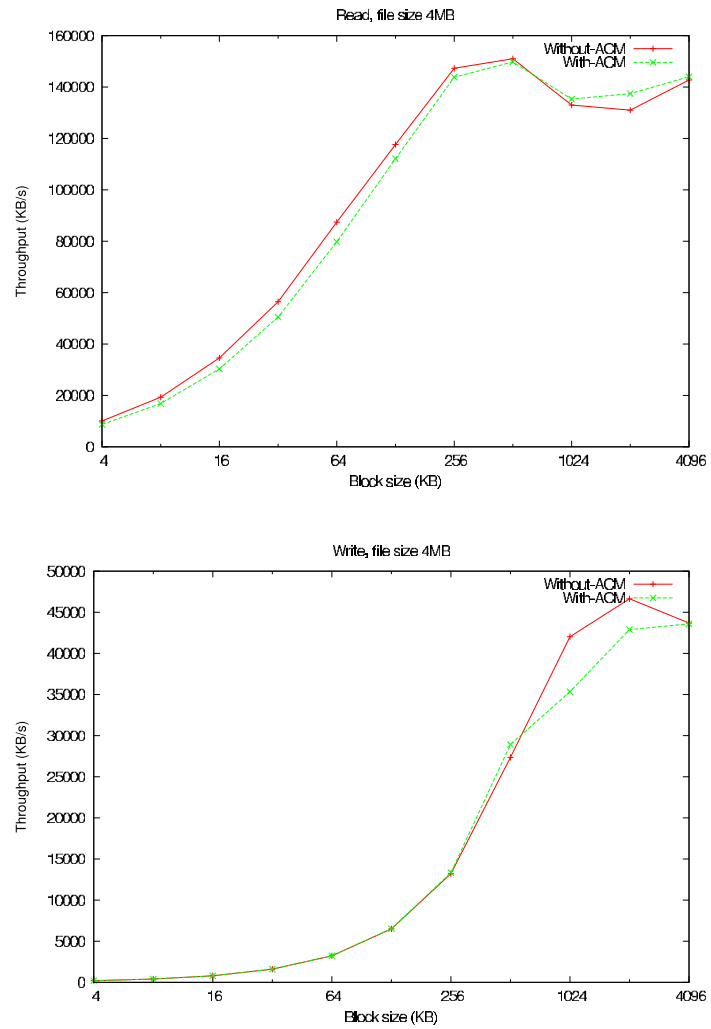 Read, file size 4MB
160000
140000
120000
100000
80000
60000
40000
20000
0
Throughput (KB/s)
Without-ACM
With-ACM
4 16 64 256 1024 4096
Block size (KB)
Write, file size 4MB
50000
45000
40000
35000
30000
25000
20000
15000
10000
5000
0
Throughput (KB/s)
Without-ACM
With-ACM
4 16 64 256 1024 4096
Block size (KB)